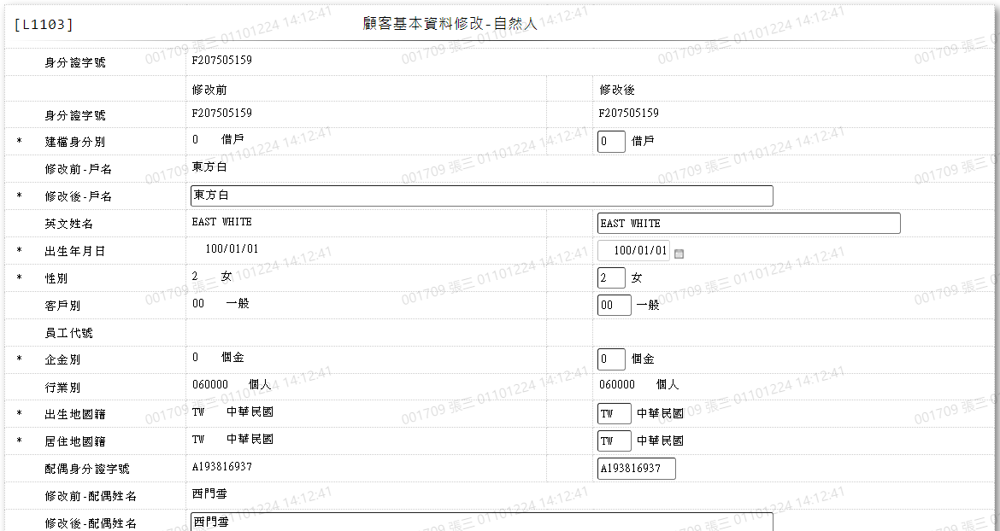 [L1103] 顧客基本資料修改-自然人
身分證字號 F207505159
修改前 修改後
身分證字號 F207505159 F207505159
* 建檔身分別 0 借戶 0 借戶
修改前-戶名 東方白
* 修改後-戶名 東方白
英文姓名 EAST WHITE EAST WHITE
* 出生年月日 100/01/01 100/01/01
* 性別 2 女 2 女
客戶別 00 一般 00 一般
員工代號
* 企金別 0 個金 0 個金
行業別 060000 個人 060000 個人
* 出生地國籍 TW 中華民國 TW 中華民國
* 居住地國籍 TW 中華民國 TW 中華民國
配偶身分證字號 A193816937 A193816937
修改前-配偶姓名 西門雪
修改後-配偶姓名 西門雪
001709 張三 01101224 14:12:41